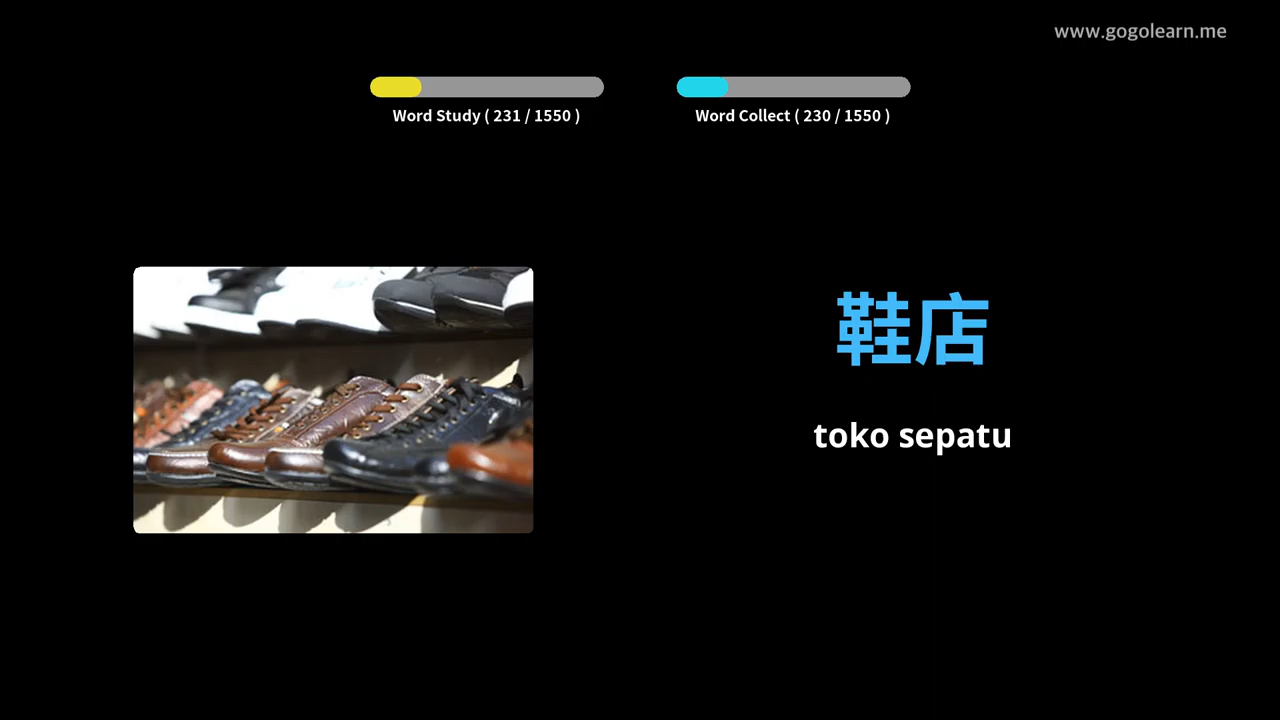 www.gogolearn.me
Word Study ( 231 / 1550 )
Word Collect ( 230 / 1550 )
鞋店
toko sepatu